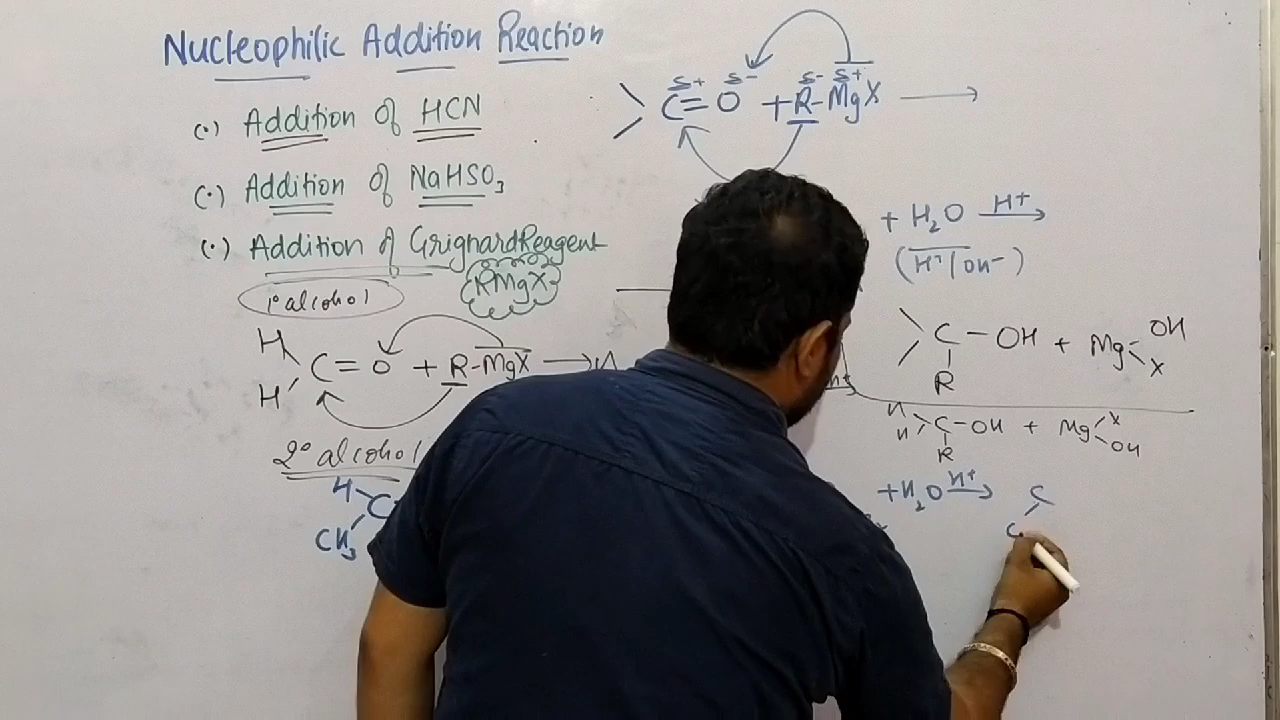 Nucleophilic Addition Reaction
(•) Addition of HCN
(•) Addition of NaHSO₃
(•) Addition of Grignard Reagent
RMgX
1° alcohol
H
C = O + R-MgX ⟶
H
2° alcohol
H
C
CH₃
δ+ δ- δ- δ+
C = O + R-MgX ⟶
+ H₂O H⁺ ⟶
(H⁺/OH⁻)
C - OH + Mg OH
X
R
H
H C-OH + Mg X
OH
R
+ H₂O H⁺ ⟶
C
C